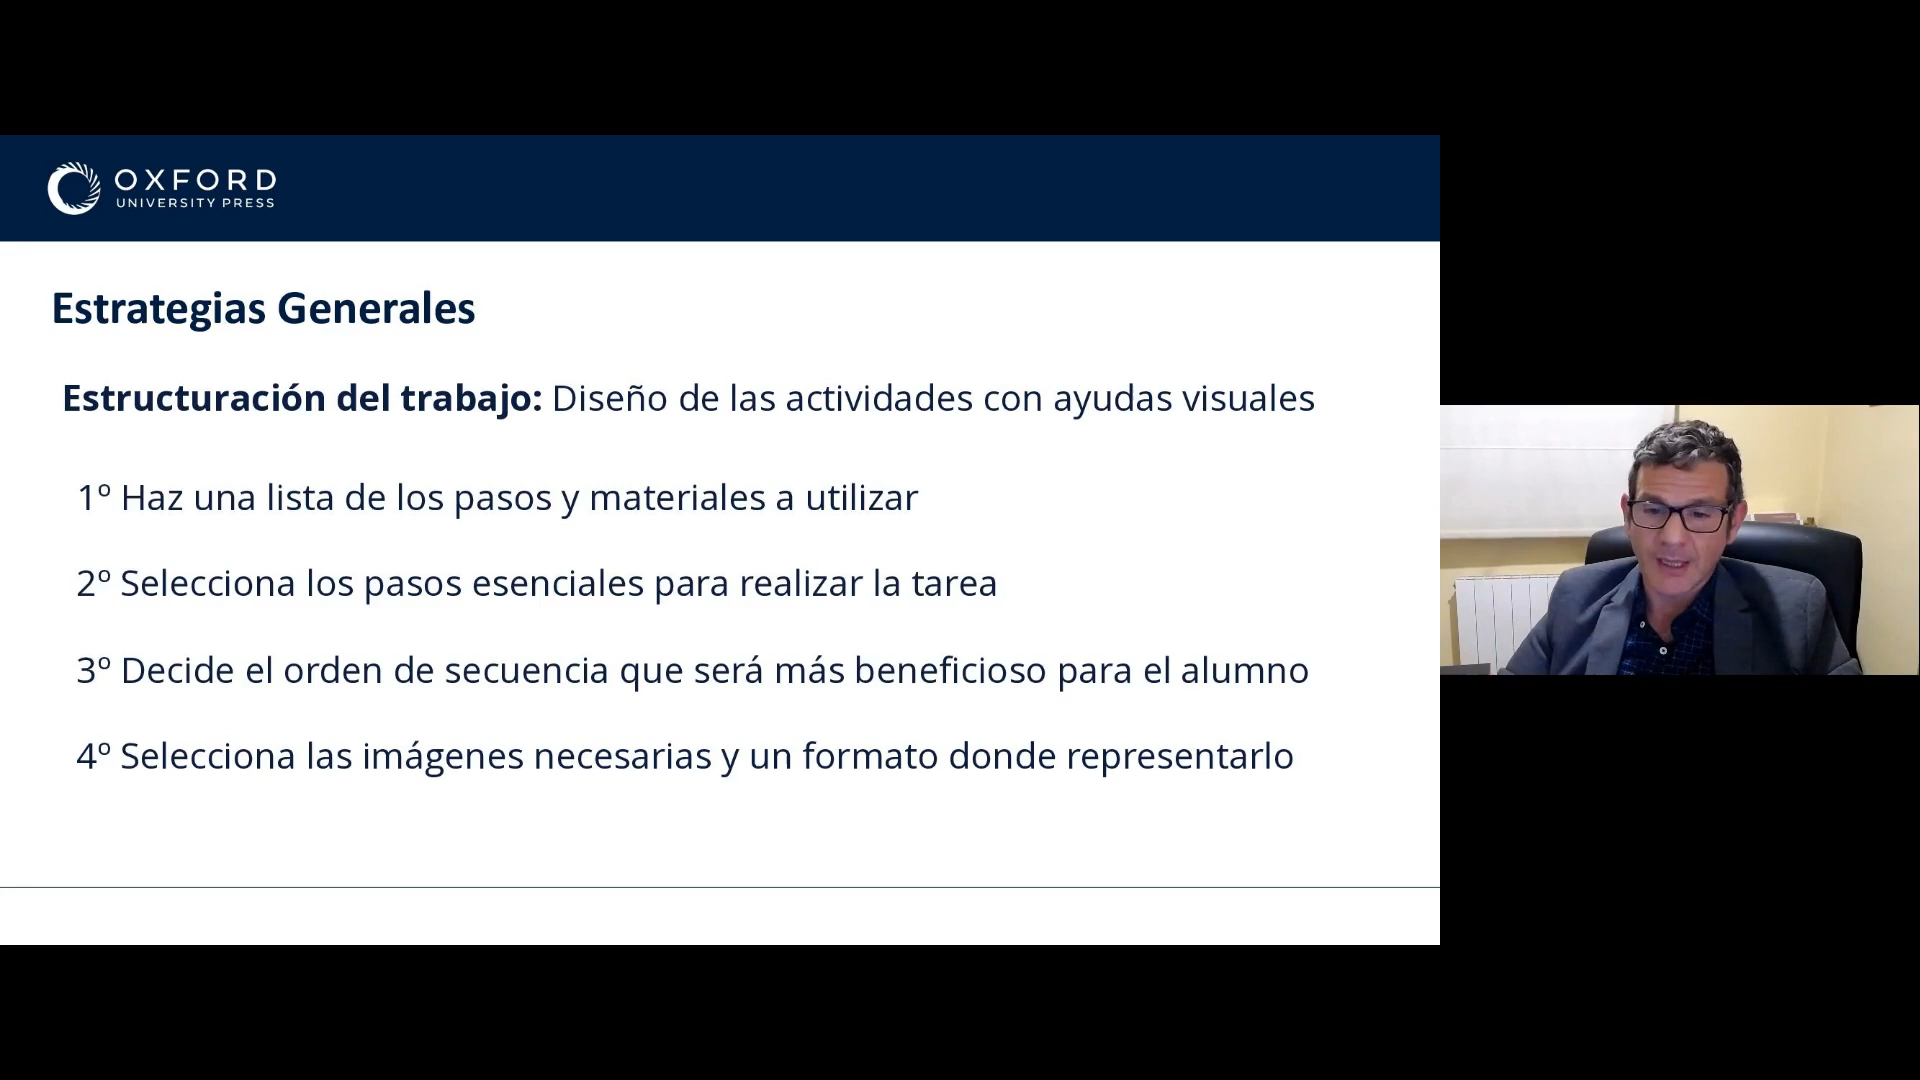 OXFORD
UNIVERSITY PRESS
Estrategias Generales
Estructuración del trabajo: Diseño de las actividades con ayudas visuales
1º Haz una lista de los pasos y materiales a utilizar
2º Selecciona los pasos esenciales para realizar la tarea
3º Decide el orden de secuencia que será más beneficioso para el alumno
4º Selecciona las imágenes necesarias y un formato donde representarlo